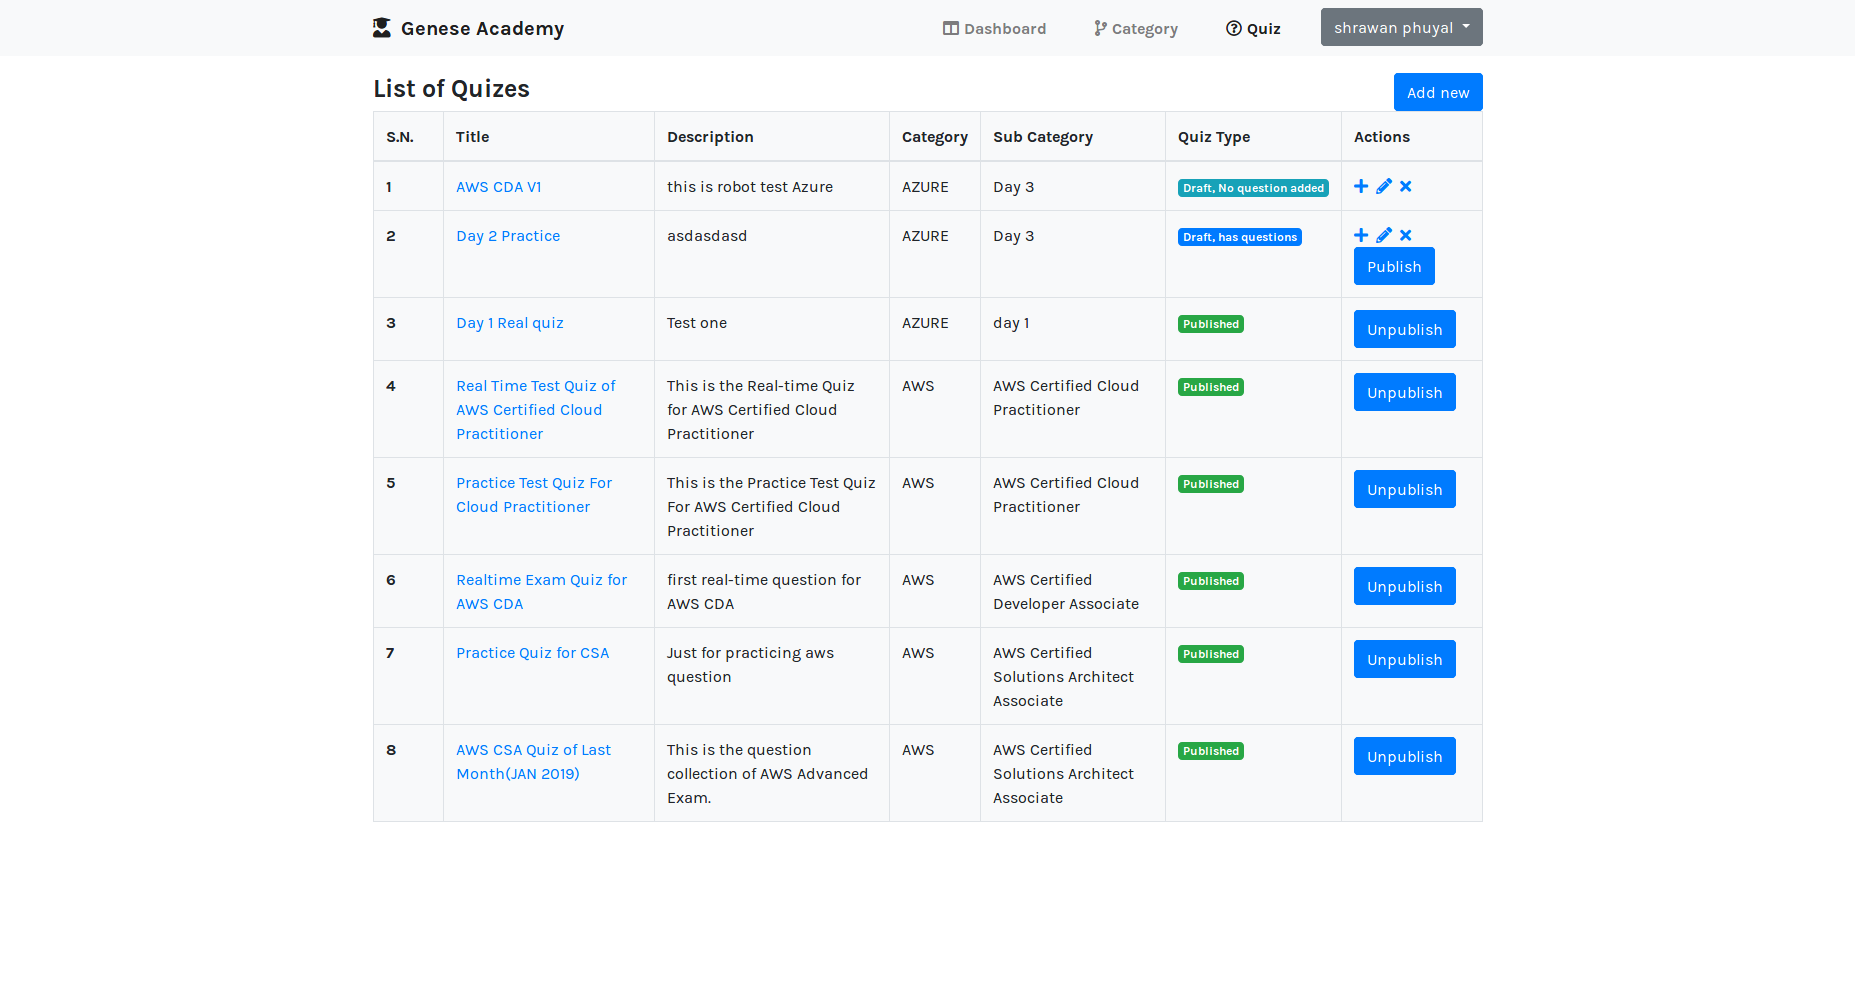 Genese Academy
Dashboard
Category
Quiz
shrawan phuyal
List of Quizes
Add new
S.N. Title Description Category Sub Category Quiz Type Actions
1 AWS CDA V1 this is robot test Azure AZURE Day 3 Draft, No question added
2 Day 2 Practice asdasdasd AZURE Day 3 Draft, has questions
Publish
3 Day 1 Real quiz Test one AZURE day 1 Published Unpublish
4 Real Time Test Quiz of This is the Real-time Quiz AWS AWS Certified Cloud Published Unpublish
AWS Certified Cloud for AWS Certified Cloud Practitioner
Practitioner Practitioner
5 Practice Test Quiz For This is the Practice Test Quiz AWS AWS Certified Cloud Published Unpublish
Cloud Practitioner For AWS Certified Cloud Practitioner
Practitioner
6 Realtime Exam Quiz for first real-time question for AWS AWS Certified Published Unpublish
AWS CDA AWS CDA Developer Associate
7 Practice Quiz for CSA Just for practicing aws AWS AWS Certified Published Unpublish
question Solutions Architect
Associate
8 AWS CSA Quiz of Last This is the question AWS AWS Certified Published Unpublish
Month(JAN 2019) collection of AWS Advanced Solutions Architect
Exam. Associate